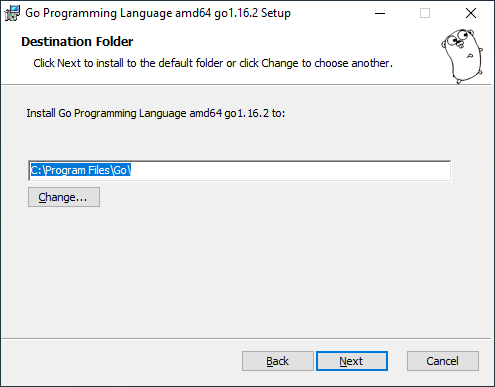 Go Programming Language amd64 go1.16.2 Setup
Destination Folder
Click Next to install to the default folder or click Change to choose another.
Install Go Programming Language amd64 go1.16.2 to:
C:\Program Files\Go\
Change...
Back Next Cancel